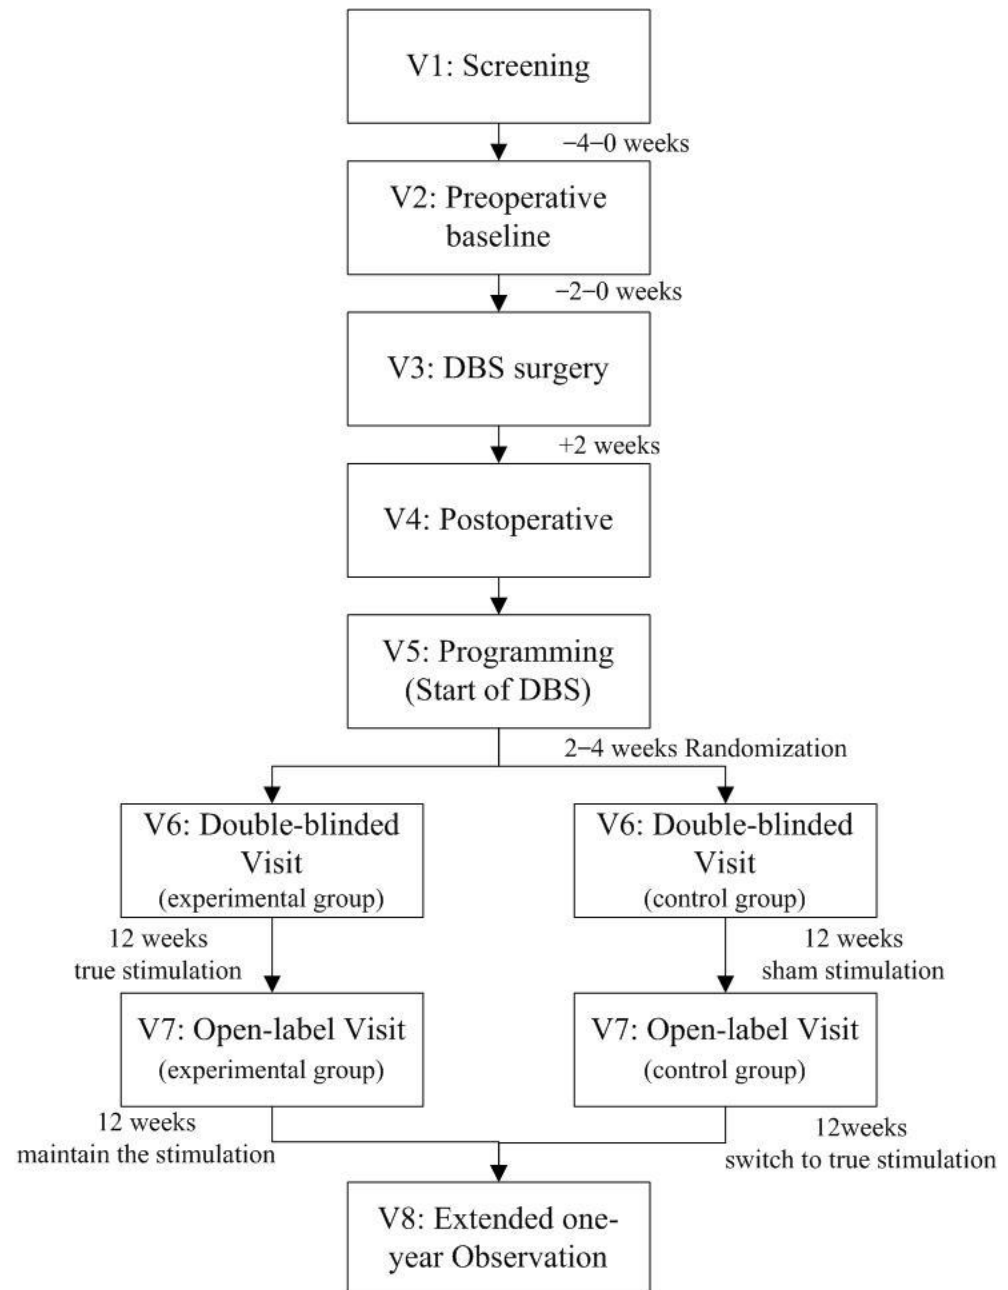 V1: Screening
−4−0 weeks
V2: Preoperative
baseline
−2−0 weeks
V3: DBS surgery
+2 weeks
V4: Postoperative
V5: Programming
(Start of DBS)
2−4 weeks Randomization
V6: Double-blinded
Visit
(experimental group)
V6: Double-blinded
Visit
(control group)
12 weeks
true stimulation
12 weeks
sham stimulation
V7: Open-label Visit
(experimental group)
V7: Open-label Visit
(control group)
12 weeks
maintain the stimulation
12weeks
switch to true stimulation
V8: Extended one-
year Observation